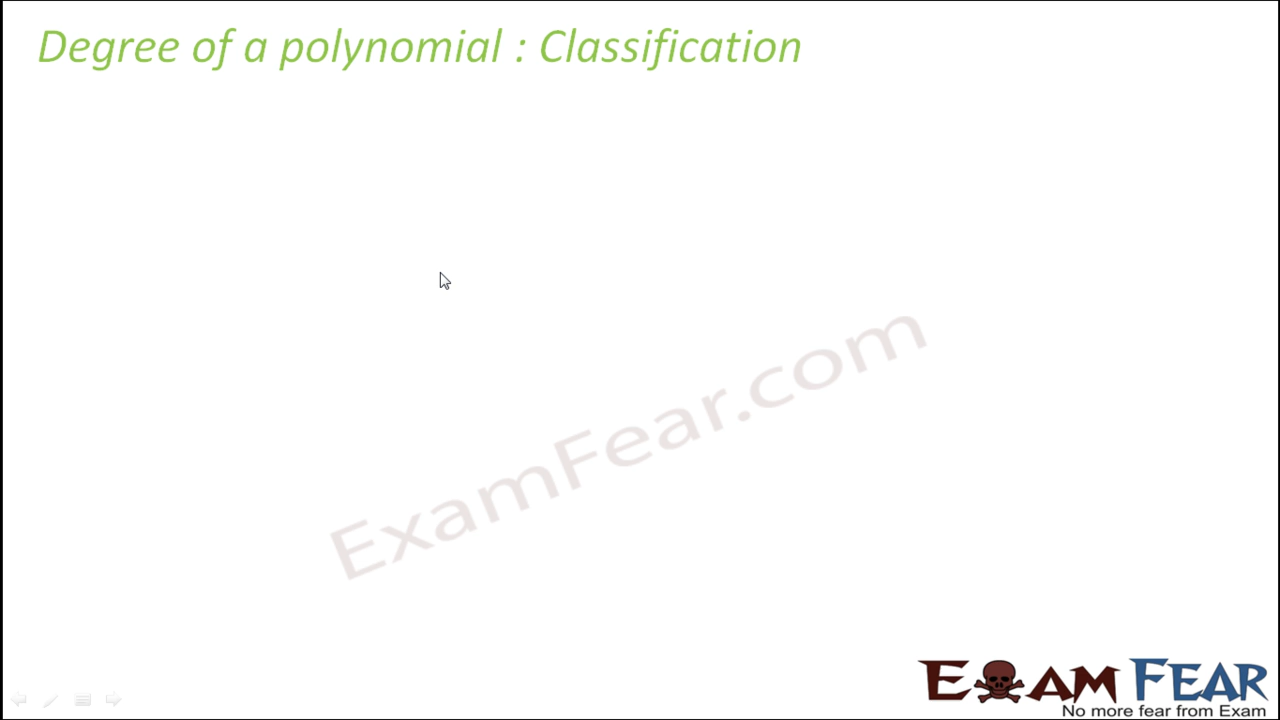 Degree of a polynomial : Classification
ExamFear.com
EXAM FEAR
No more fear from Exam